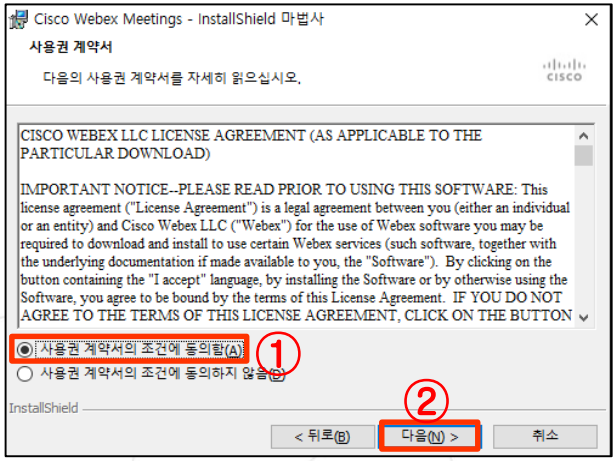 Cisco Webex Meetings - InstallShield 마법사
사용권 계약서
다음의 사용권 계약서를 자세히 읽으십시오.
CISCO
CISCO WEBEX LLC LICENSE AGREEMENT (AS APPLICABLE TO THE
PARTICULAR DOWNLOAD)
IMPORTANT NOTICE--PLEASE READ PRIOR TO USING THIS SOFTWARE: This
license agreement ("License Agreement") is a legal agreement between you (either an individual
or an entity) and Cisco Webex LLC ("Webex") for the use of Webex software you may be
required to download and install to use certain Webex services (such software, together with
the underlying documentation if made available to you, the "Software"). By clicking on the
button containing the "I accept" language, by installing the Software or by otherwise using the
Software, you agree to be bound by the terms of this License Agreement. IF YOU DO NOT
AGREE TO THE TERMS OF THIS LICENSE AGREEMENT, CLICK ON THE BUTTON
사용권 계약서의 조건에 동의함(A)
①
사용권 계약서의 조건에 동의하지 않음(D)
InstallShield
②
< 뒤로(B)
다음(N) >
취소